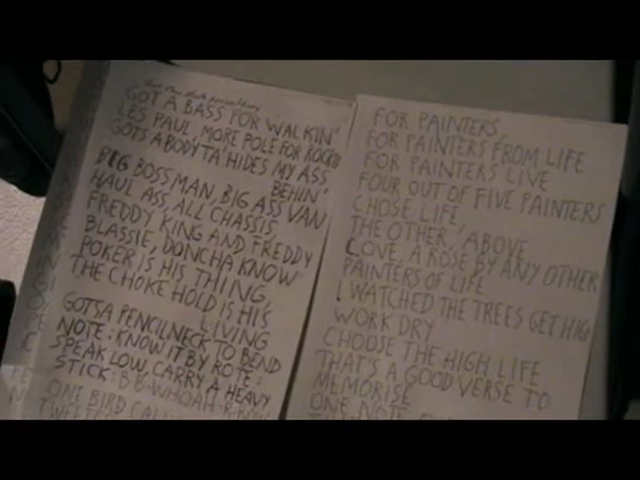 GOT A BASS FOR WALKIN'
LES PAUL, MORE POLE FOR ROCKIN'
GOTS A BODY TA HIDES MY ASS
BEHIN'
BIG BOSS MAN, BIG ASS VAN
HAUL ASS, ALL CHASSIS,
FREDDY KING AND FREDDY
BLASSIE, DONCHA KNOW
POKER IS HIS THING,
THE CHOKE HOLD IS HIS
LIVING
GOTSA PENCILNECK TO BEND
NOTE: KNOW IT BY ROTE:
SPEAK LOW, CARRY A HEAVY
STICK: B-B-WHOAH-
ONE BIRD
FOR PAINTERS,
FOR PAINTERS FROM LIFE
FOR PAINTERS LIVE
FOUR OUT OF FIVE PAINTERS
CHOSE LIFE,
THE OTHER, 'ABOVE
LOVE, A ROSE BY ANY OTHER
PAINTERS OF LIFE
I WATCHED THE TREES GET HIGH
WORK DRY
CHOOSE THE HIGH LIFE
THAT'S A GOOD VERSE TO
MEMORISE
ONE NOTE